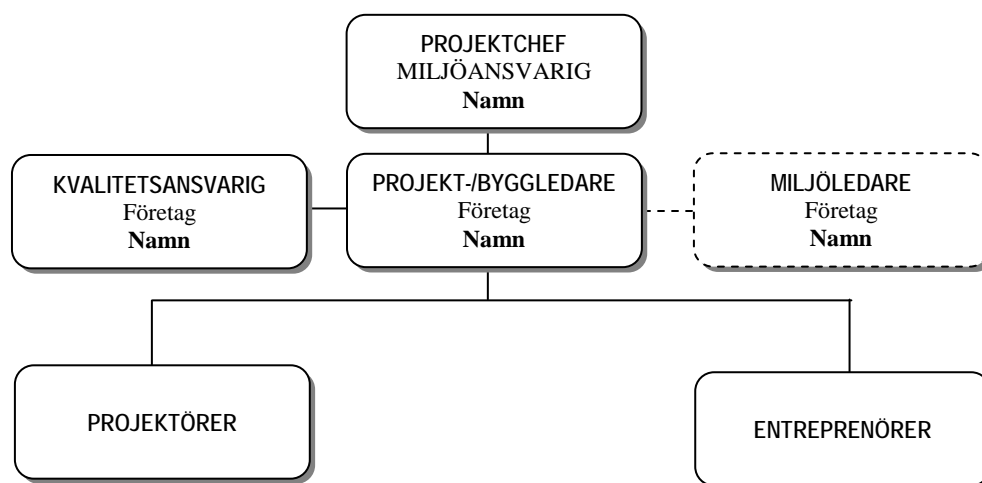 PROJEKTCHEF
MILJÖANSVARIG
Namn
KVALITETSANSVARIG
Företag
Namn
PROJEKT-/BYGGLEDARE
Företag
Namn
MILJÖLEDARE
Företag
Namn
PROJEKTÖRER
ENTREPRENÖRER